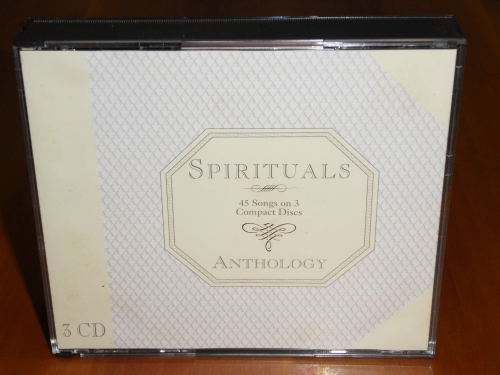 SPIRITUALS
45 Songs on 3
Compact Discs
ANTHOLOGY
3 CD